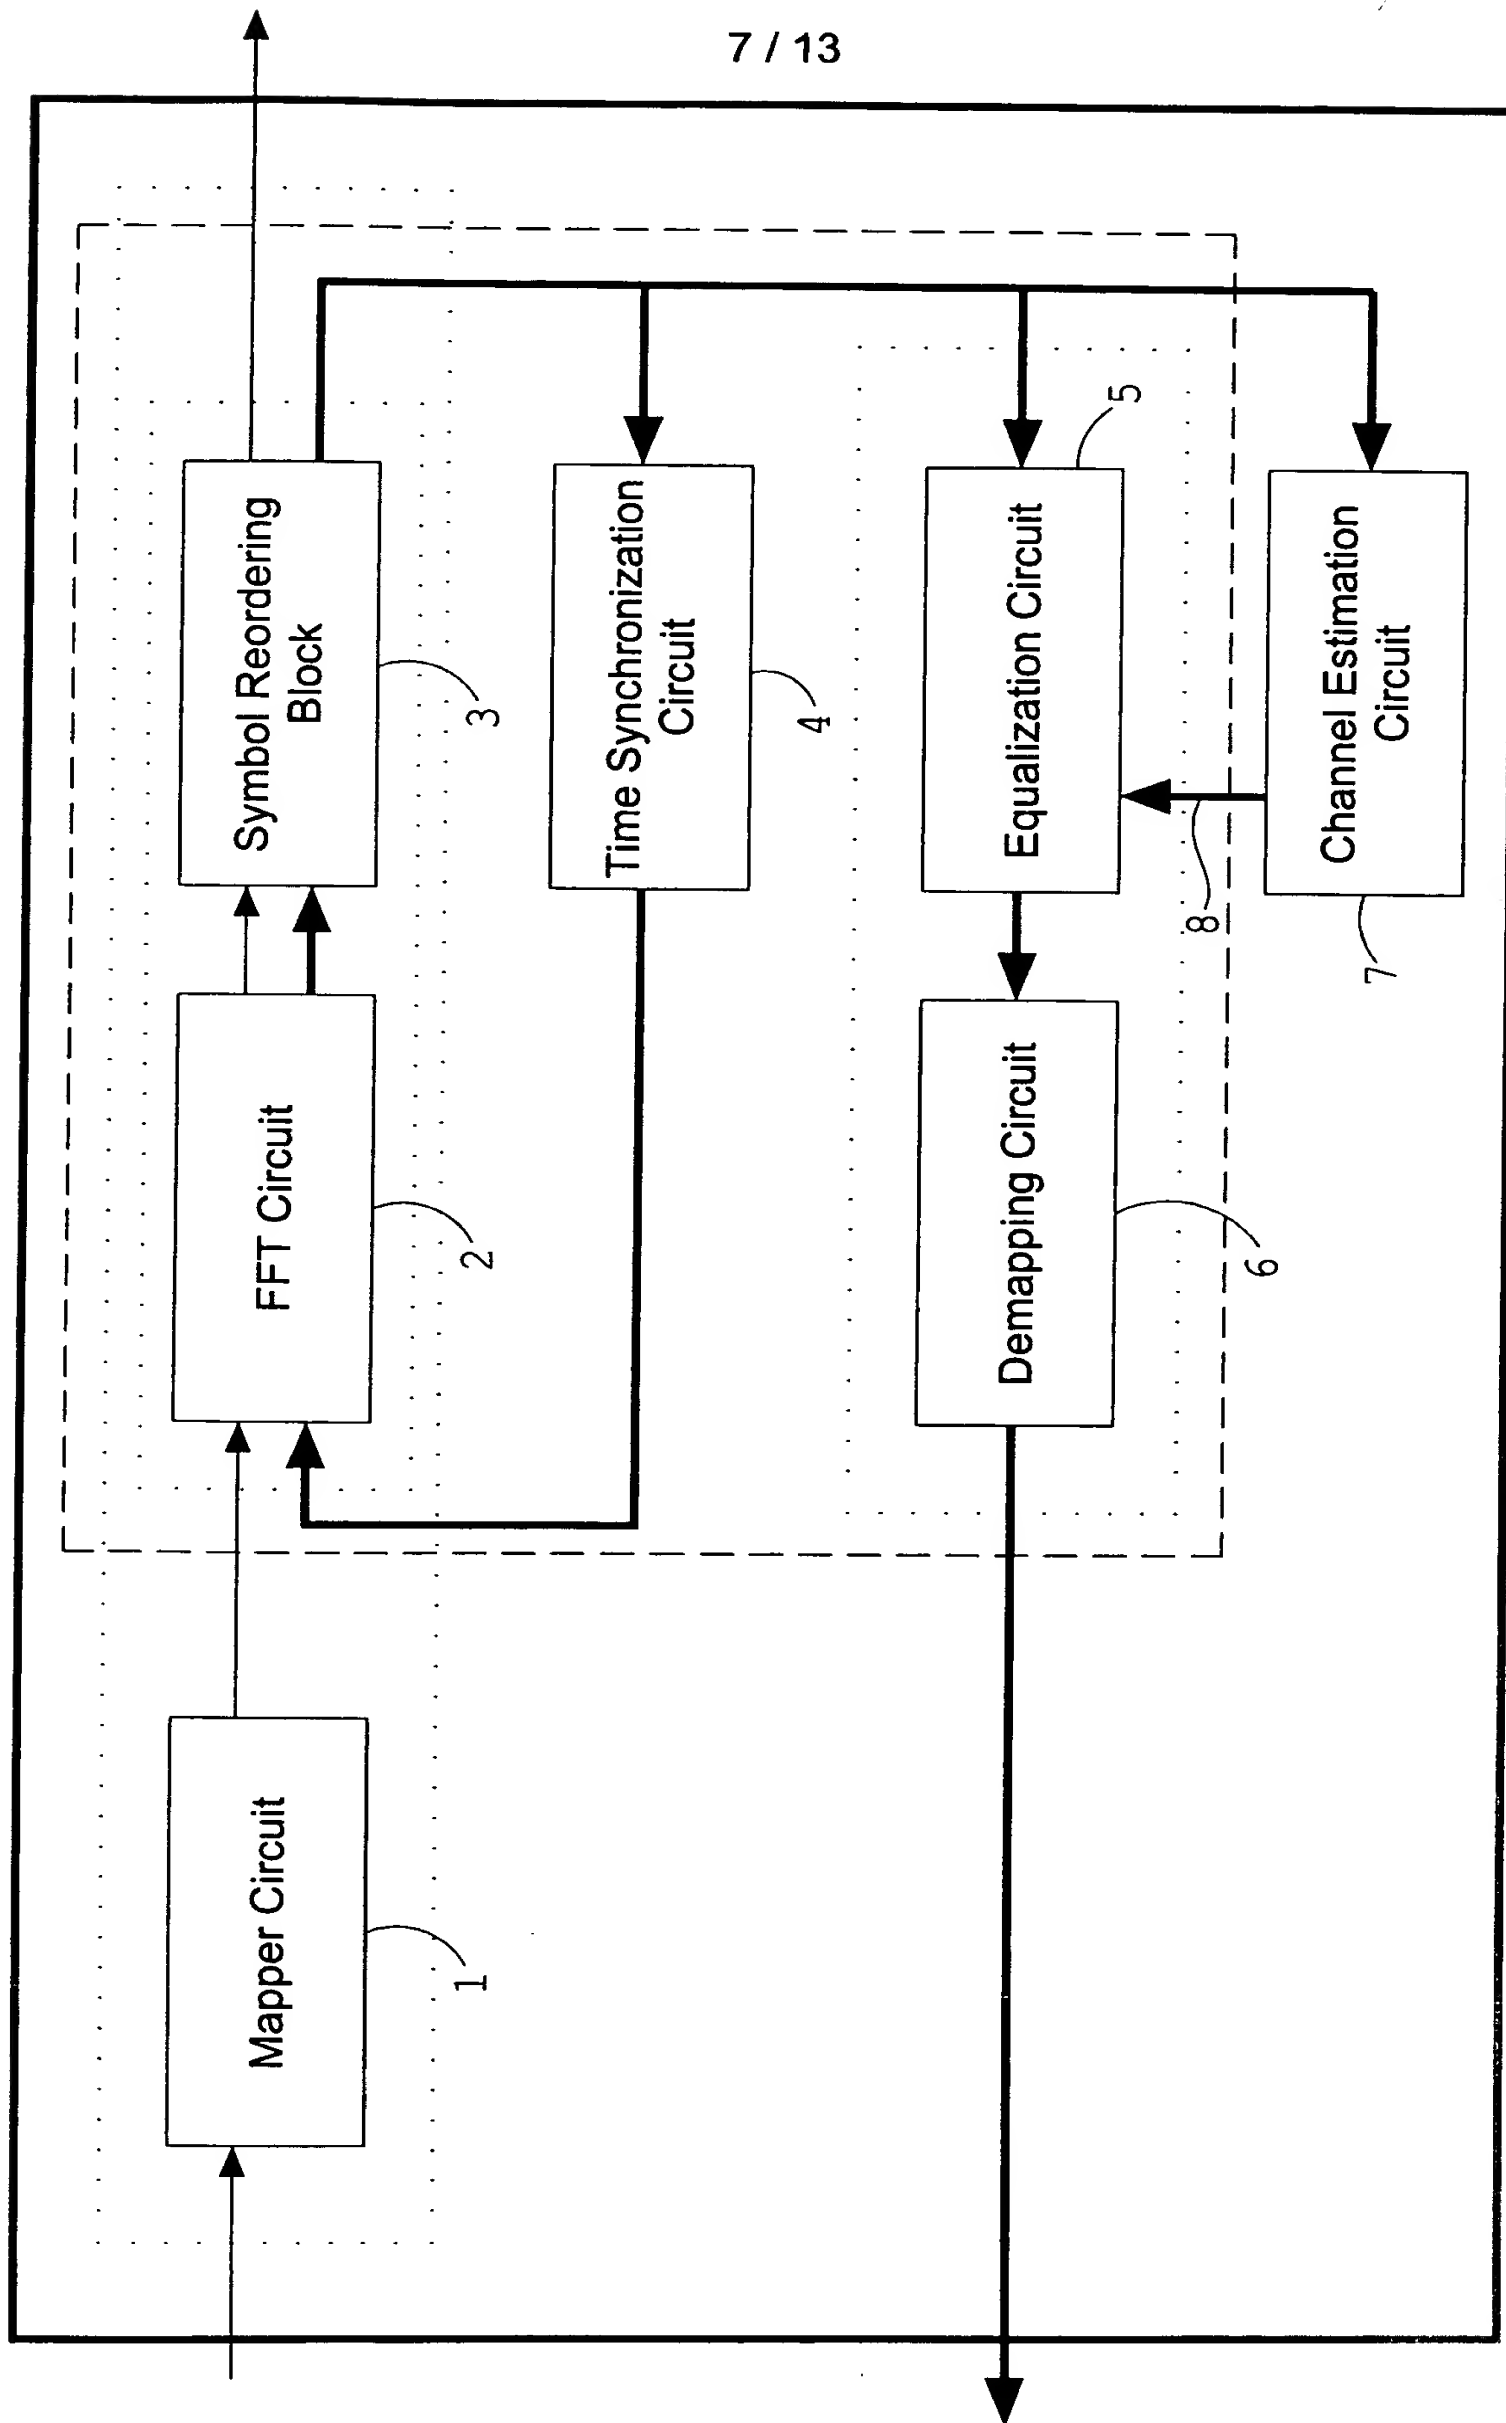 7 / 13
Mapper Circuit
1
FFT Circuit
2
Symbol Reordering
Block
3
Time Synchronization
Circuit
4
Equalization Circuit
5
Demapping Circuit
6
Channel Estimation
Circuit
7
8